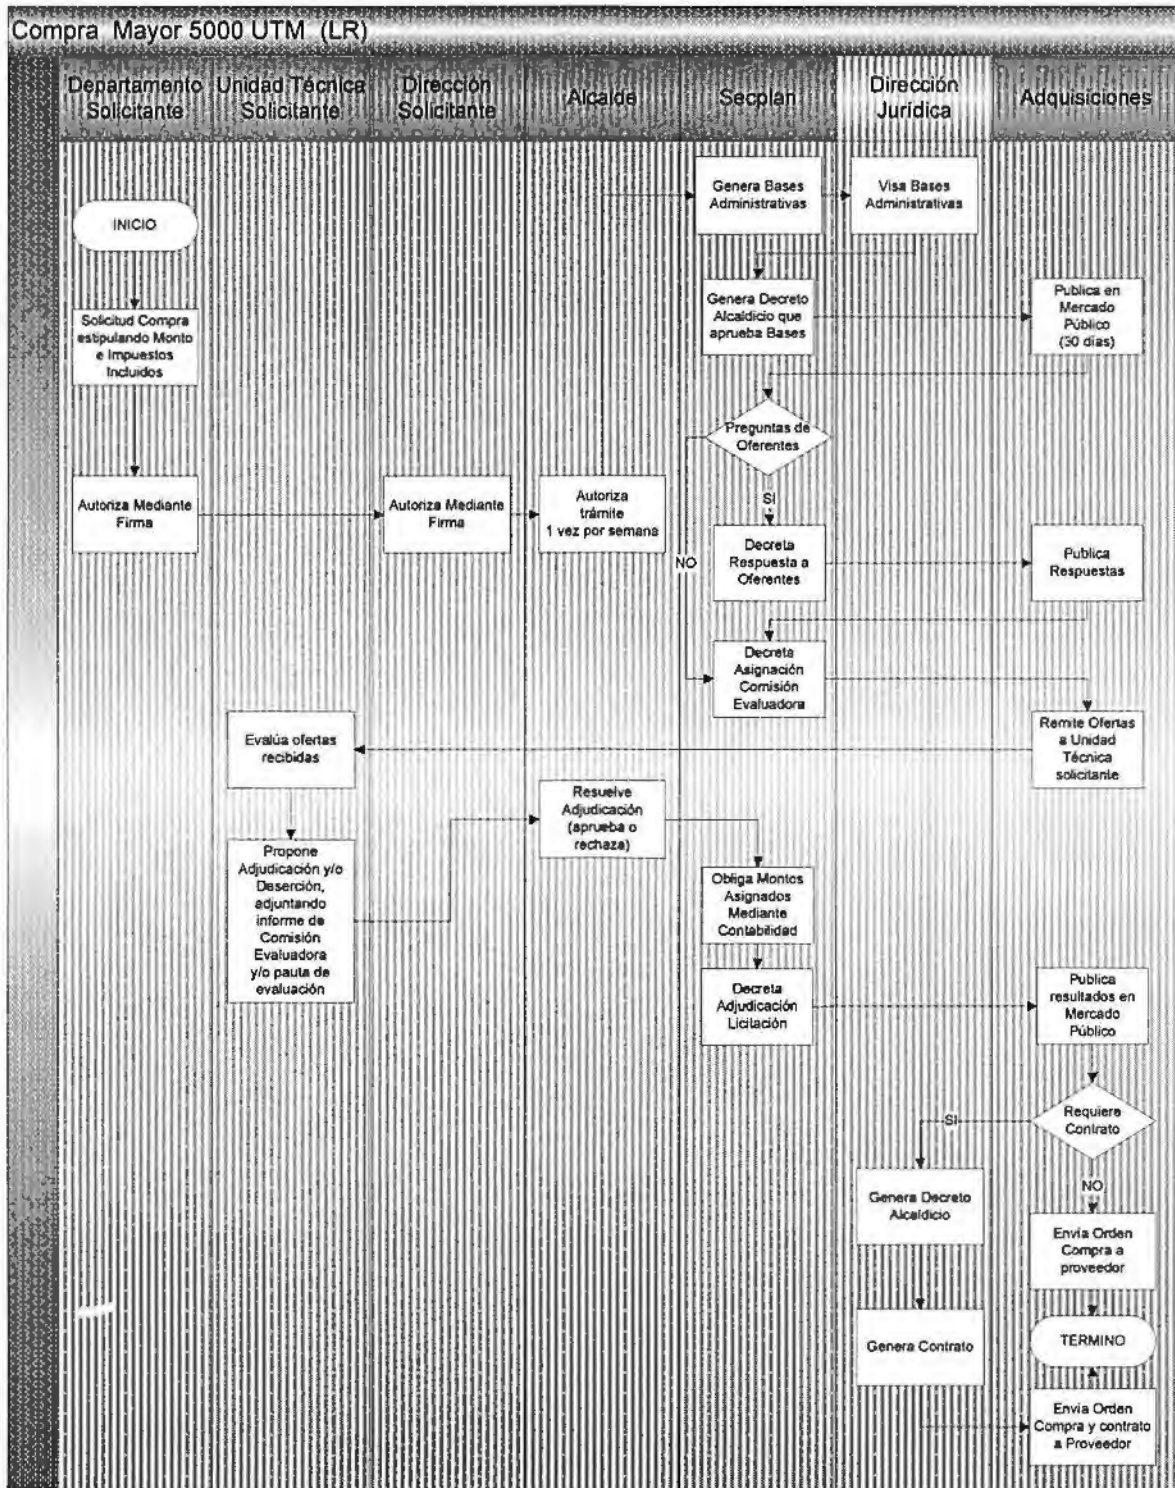 Compra Mayor 5000 UTM (LR)
Departamento
Solicitante
Unidad Técnica
Solicitante
Dirección
Solicitante
Alcalde
Secplan
Dirección
Jurídica
Adquisiciones
Genera Bases
Administrativas
Visa Bases
Administrativas
INICIO
Genera Decreto
Alcaldicio que
aprueba Bases
Publica en
Mercado
Público
(30 días)
Solicitud Compra
estipulando Monto
e Impuestos
Incluidos
Preguntas de
Oferentes
SI
NO
Autoriza Mediante
Firma
Autoriza Mediante
Firma
Autoriza
trámite
1 vez por semana
Decreta
Respuesta a
Oferentes
Publica
Respuestas
Decreta
Asignación
Comisión
Evaluadora
Remite Ofertas
a Unidad
Técnica
solicitante
Evalúa ofertas
recibidas
Resuelve
Adjudicación
(aprueba o
rechaza)
Propone
Adjudicación y/o
Deserción,
adjuntando
informe de
Comisión
Evaluadora
y/o pauta de
evaluación
Obliga Montos
Asignados
Mediante
Contabilidad
Decreta
Adjudicación
Licitación
Publica
resultados en
Mercado
Público
Requiere
Contrato
SI
NO
Genera Decreto
Alcaldicio
Envía Orden
Compra a
proveedor
Genera Contrato
TERMINO
Envía Orden
Compra y contrato
a Proveedor